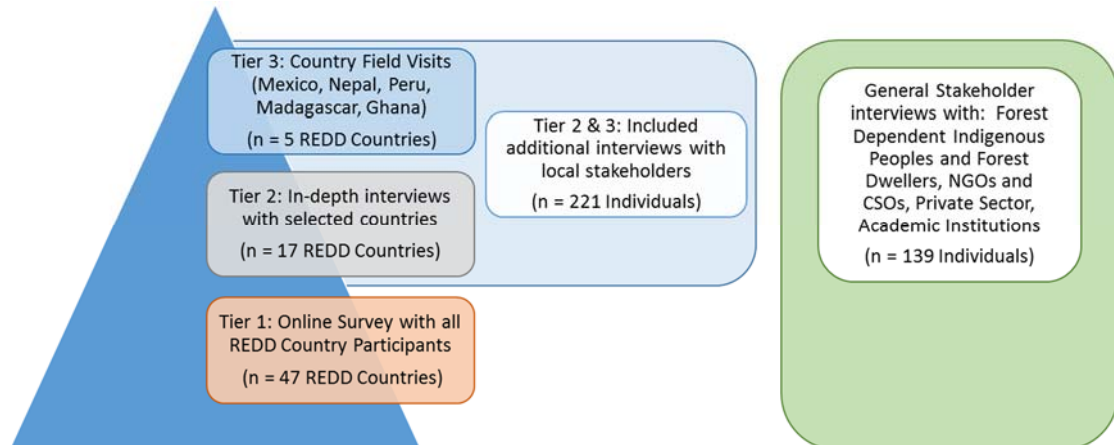 Tier 3: Country Field Visits
(Mexico, Nepal, Peru,
Madagascar, Ghana)
(n = 5 REDD Countries)
Tier 2: In-depth interviews
with selected countries
(n = 17 REDD Countries)
Tier 1: Online Survey with all
REDD Country Participants
(n = 47 REDD Countries)
Tier 2 & 3: Included
additional interviews with
local stakeholders
(n = 221 Individuals)
General Stakeholder
interviews with:  Forest
Dependent Indigenous
Peoples and Forest
Dwellers, NGOs and
CSOs, Private Sector,
Academic Institutions
(n = 139 Individuals)